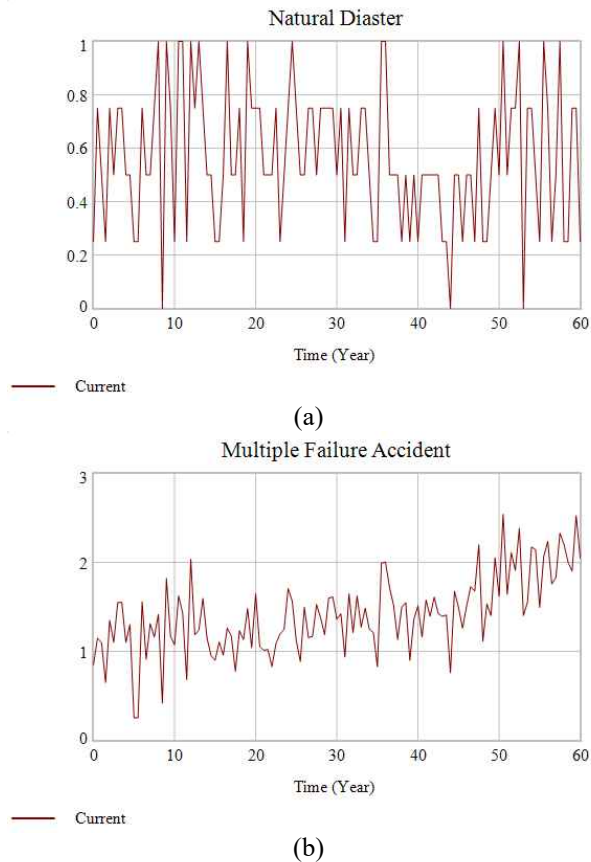 Natural Diaster
1
0.8
0.6
0.4
0.2
0
0 10 20 30 40 50 60
Time (Year)
Current
(a)
Multiple Failure Accident
3
2
1
0
0 10 20 30 40 50 60
Time (Year)
Current
(b)